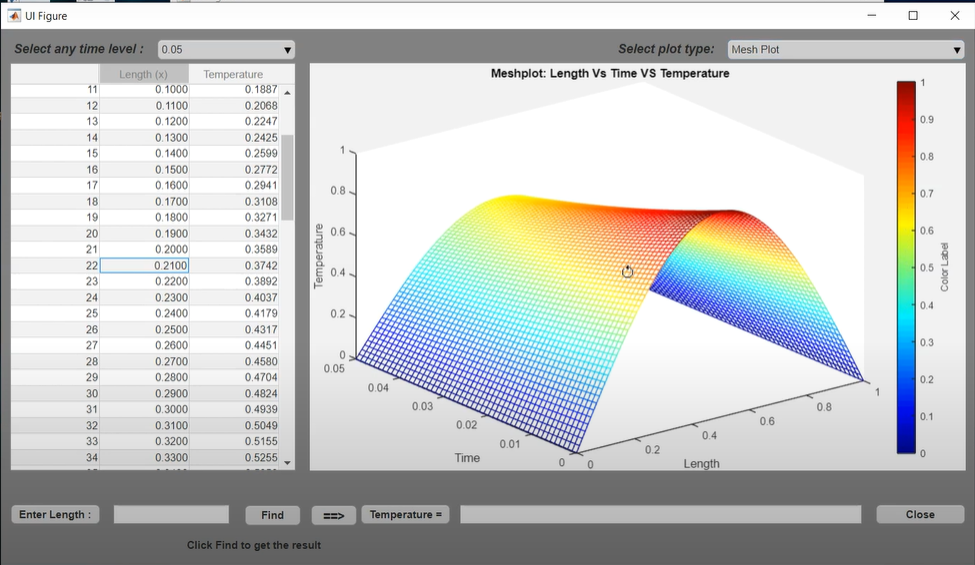 UI Figure
Select any time level : 0.05 Select plot type: Mesh Plot
Length (x) Temperature
11 0.1000 0.1887
12 0.1100 0.2068
13 0.1200 0.2247
14 0.1300 0.2425
15 0.1400 0.2599
16 0.1500 0.2772
17 0.1600 0.2941
18 0.1700 0.3108
19 0.1800 0.3271
20 0.1900 0.3432
21 0.2000 0.3589
22 0.2100 0.3742
23 0.2200 0.3892
24 0.2300 0.4037
25 0.2400 0.4179
26 0.2500 0.4317
27 0.2600 0.4451
28 0.2700 0.4580
29 0.2800 0.4704
30 0.2900 0.4824
31 0.3000 0.4939
32 0.3100 0.5049
33 0.3200 0.5155
34 0.3300 0.5255
Meshplot: Length Vs Time VS Temperature
1
0.8
0.6
0.4
0.2
0
Temperature
0.05
0.04
0.03
0.02
0.01
0
Time
0
0.2
0.4
0.6
0.8
1
Length
1
0.9
0.8
0.7
0.6
0.5
0.4
0.3
0.2
0.1
0
Color Label
Enter Length : Find ==> Temperature = Close
Click Find to get the result